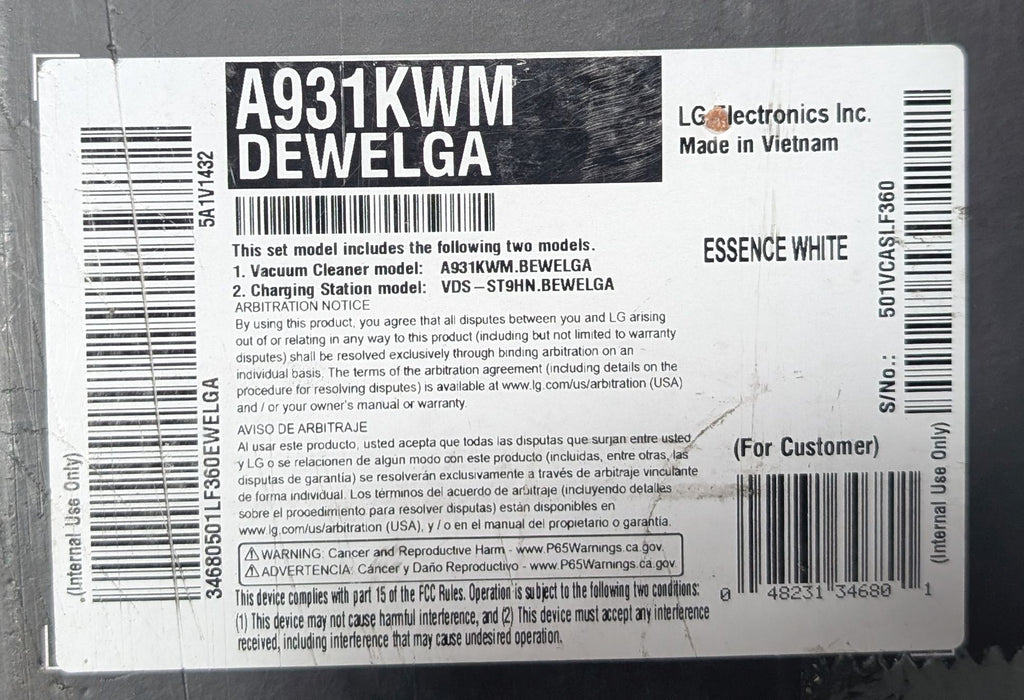 A931KWM
DEWELGA
This set model includes the following two models.
1. Vacuum Cleaner model: A931KWM.BEWELGA
2. Charging Station model: VDS-ST9HN.BEWELGA
ARBITRATION NOTICE
By using this product, you agree that all disputes between you and LG arising
out of or relating in any way to this product (including but not limited to warranty
disputes) shall be resolved exclusively through binding arbitration on an
individual basis. The terms of the arbitration agreement (including details on the
procedure for resolving disputes) is available at www.lg.com/us/arbitration (USA)
and / or your owner's manual or warranty.
AVISO DE ARBITRAJE
Al usar este producto, usted acepta que todas las disputas que surjan entre usted
y LG o se relacionen de algún modo con este producto (incluidas, entre otras, las
disputas de garantía) se resolverán exclusivamente a través de arbitraje vinculante
de forma individual. Los términos del acuerdo de arbitraje (incluyendo detalles
sobre el procedimiento para resolver disputas) están disponibles en
www.lg.com/us/arbitration (USA), y / o en el manual del propietario o garantía.
⚠WARNING: Cancer and Reproductive Harm - www.P65Warnings.ca.gov.
⚠ADVERTENCIA: Cáncer y Daño Reproductivo - www.P65Warnings.ca.gov
This device complies with part 15 of the FCC Rules. Operation is subject to the following two conditions:
(1) This device may not cause harmful interference, and (2) This device must accept any interference
received, including interference that may cause undesired operation.
LG Electronics Inc.
Made in Vietnam
ESSENCE WHITE
(For Customer)
0 48231 34680 1
(Internal Use Only)
34680501LF360EWELGA
5A1V1432
S/No.: 501VCASLF360
(Internal Use Only)